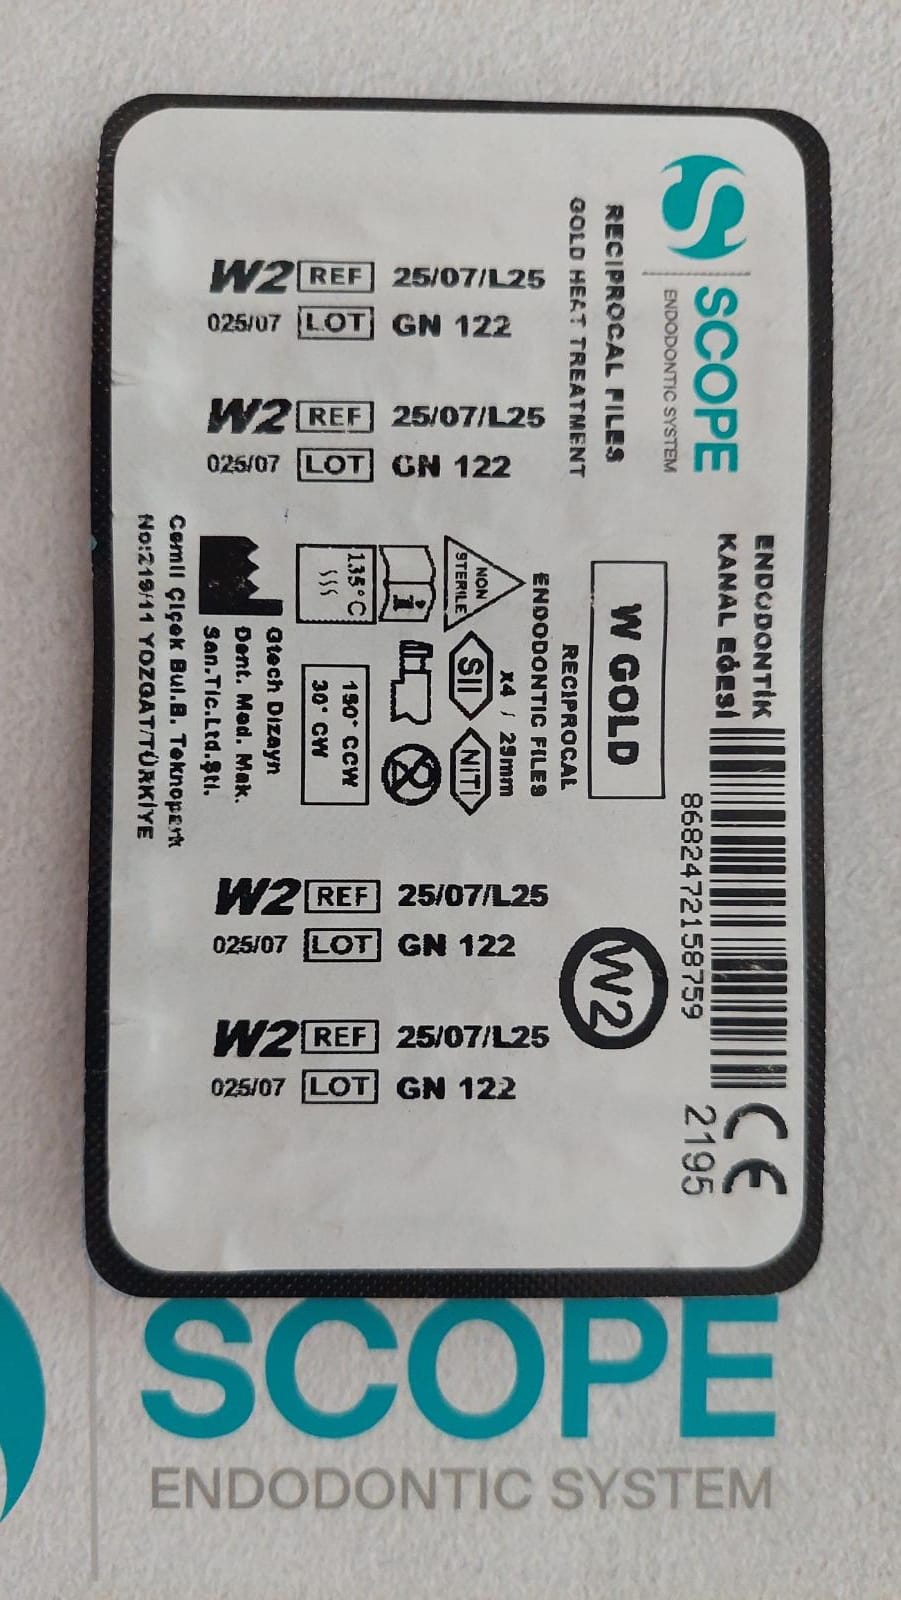 SCOPE
ENDODONTIC SYSTEM
RECIPROCAL FILES
GOLD HEAT TREATMENT
ENDODONTİK
KANAL EĞESİ
8682472158759
CE
2195
W GOLD
RECIPROCAL
ENDODONTIC FILES
x4 / 25mm
W2
NON
STERILE
SII
NITI
135°C
150° CCW
30° CW
Gtech Dizayn
Dent. Med. Mak.
San.Tic.Ltd.Şti.
Cemil Çiçek Bul.B. Teknopark
No:219/11 YOZGAT/TÜRKİYE
W2 REF 25/07/L25
025/07 LOT GN 122
W2 REF 25/07/L25
025/07 LOT GN 122
W2 REF 25/07/L25
025/07 LOT GN 122
W2 REF 25/07/L25
025/07 LOT GN 122
SCOPE
ENDODONTIC SYSTEM